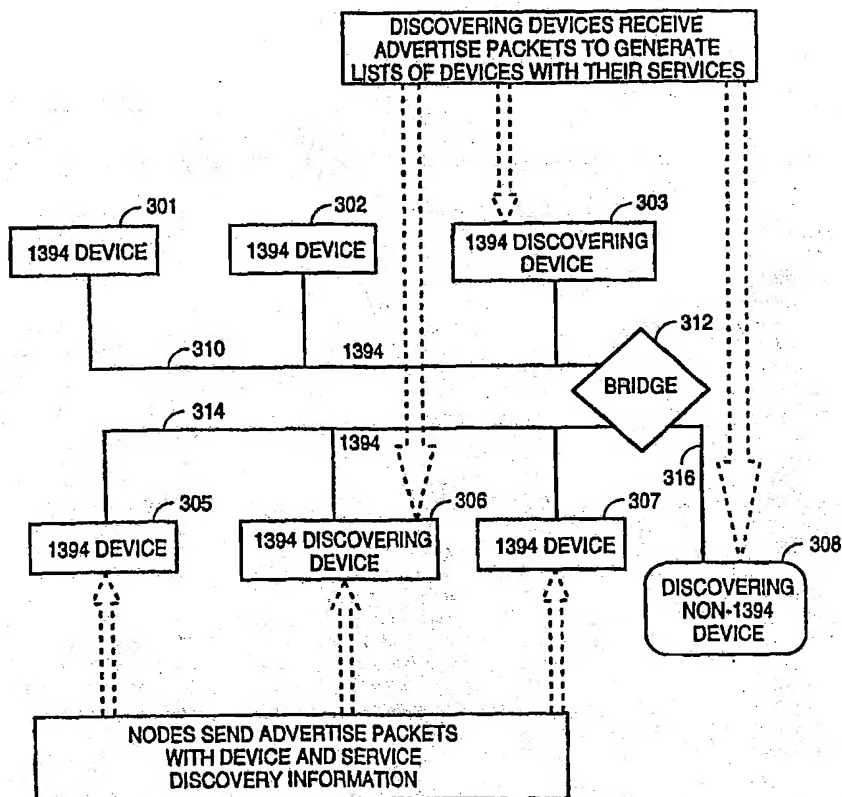 DISCOVERING DEVICES RECEIVE
ADVERTISE PACKETS TO GENERATE
LISTS OF DEVICES WITH THEIR SERVICES
301
302
303
1394 DEVICE
1394 DEVICE
1394 DISCOVERING
DEVICE
312
310
1394
BRIDGE
314
1394
316
305
306
307
308
1394 DEVICE
1394 DISCOVERING
DEVICE
1394 DEVICE
DISCOVERING
NON-1394
DEVICE
NODES SEND ADVERTISE PACKETS
WITH DEVICE AND SERVICE
DISCOVERY INFORMATION